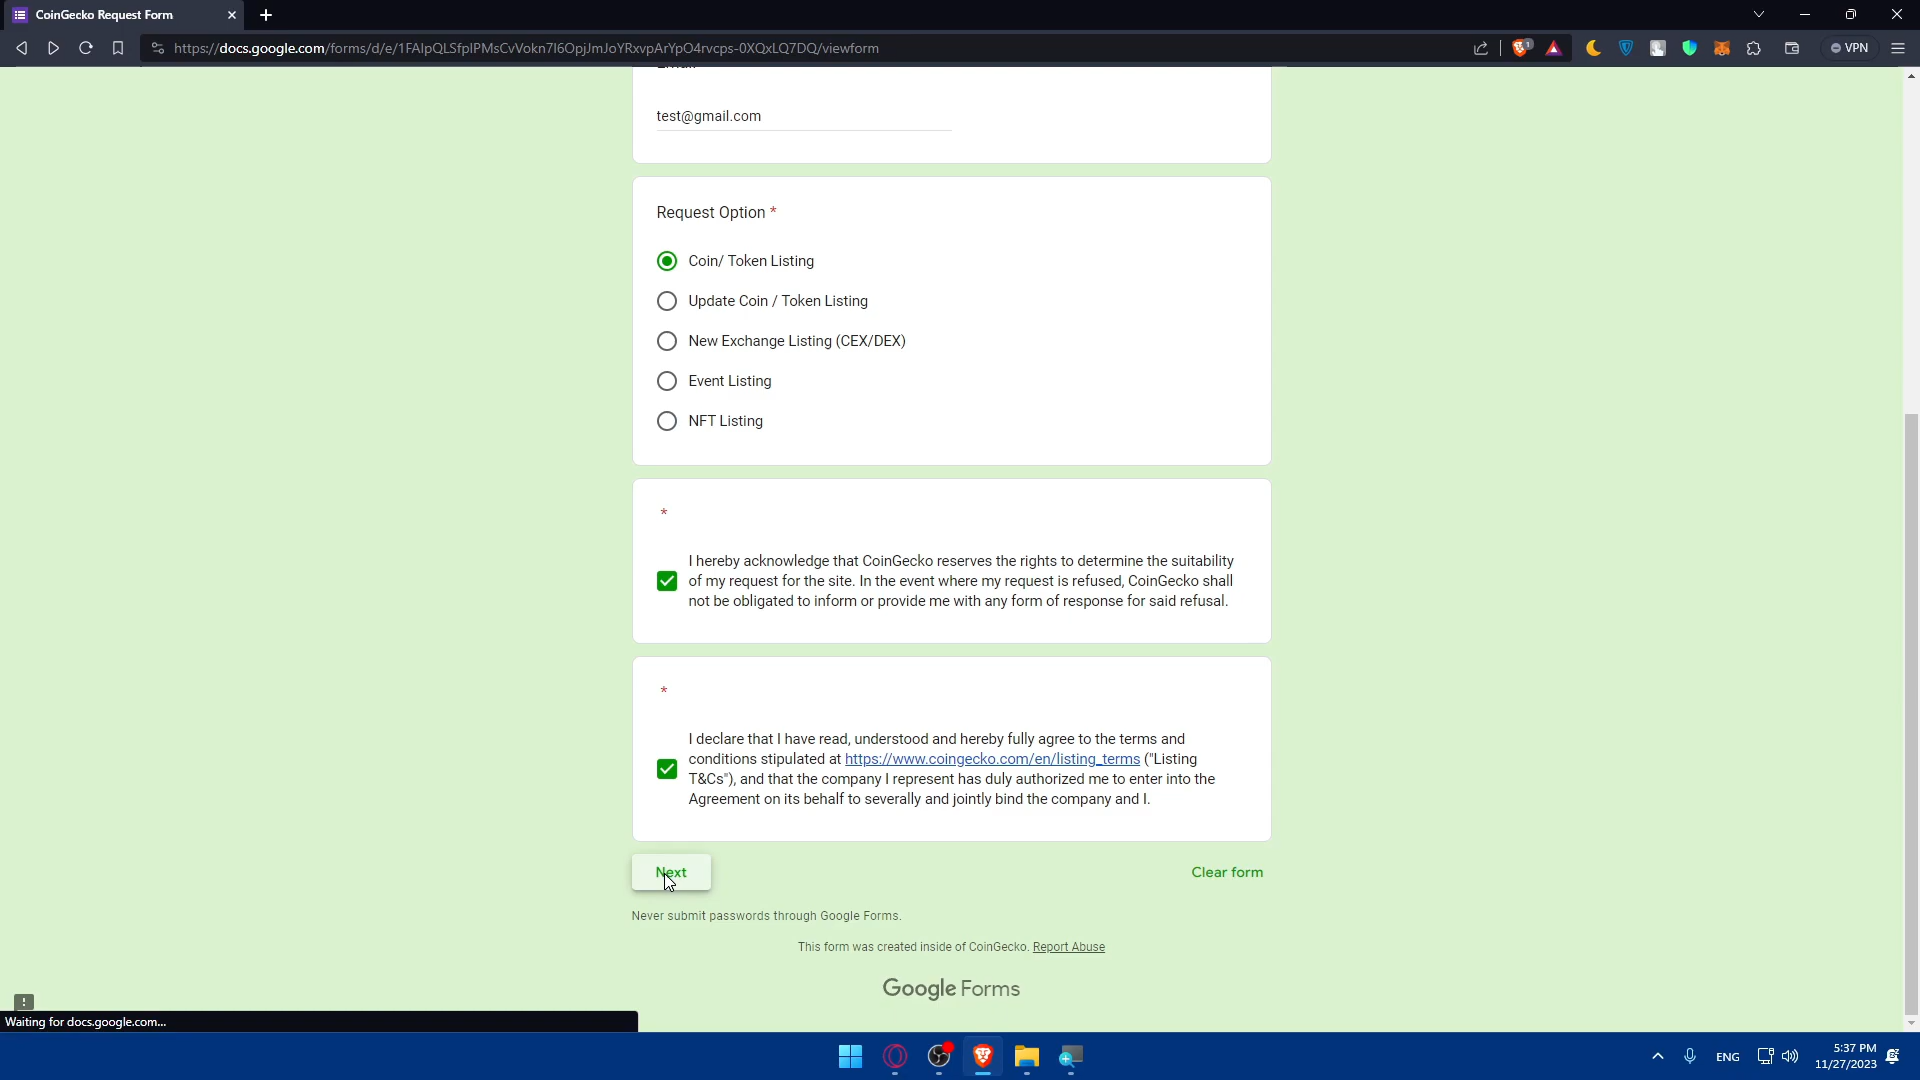 CoinGecko Request Form
https://docs.google.com/forms/d/e/1FAIpQLSfpIPMsCvVokn7I6OpjJmJoYRxvpArYpO4rvcps-0XQxLQ7DQ/viewform
1
VPN
test@gmail.com
Request Option *
Coin/ Token Listing
Update Coin / Token Listing
New Exchange Listing (CEX/DEX)
Event Listing
NFT Listing
*
I hereby acknowledge that CoinGecko reserves the rights to determine the suitability
of my request for the site. In the event where my request is refused, CoinGecko shall
not be obligated to inform or provide me with any form of response for said refusal.
*
I declare that I have read, understood and hereby fully agree to the terms and
conditions stipulated at https://www.coingecko.com/en/listing_terms ("Listing
T&Cs"), and that the company I represent has duly authorized me to enter into the
Agreement on its behalf to severally and jointly bind the company and I.
Next
Clear form
Never submit passwords through Google Forms.
This form was created inside of CoinGecko. Report Abuse
Google Forms
Waiting for docs.google.com...
ENG
5:37 PM
11/27/2023